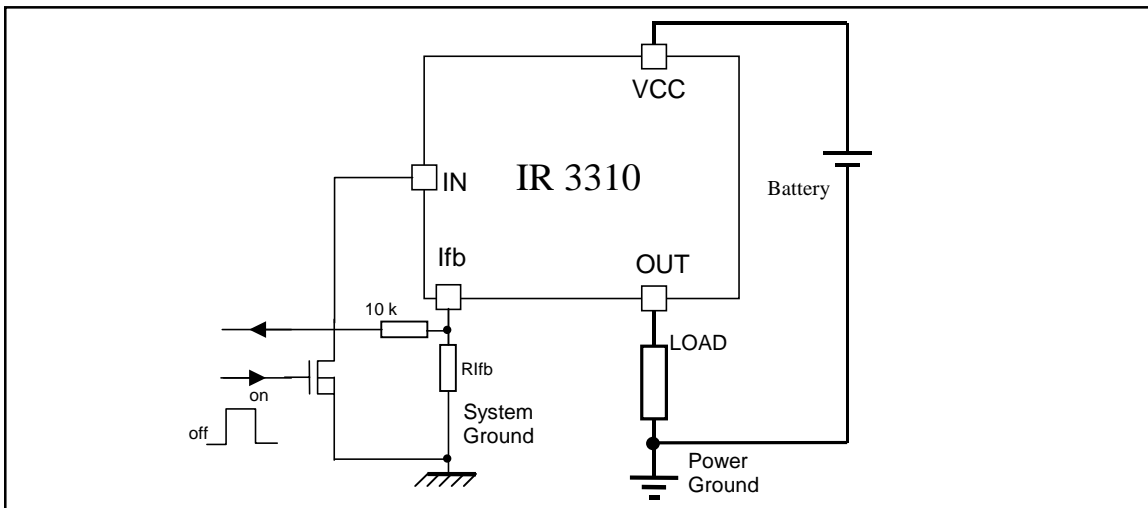 VCC
IR 3310
IN
Battery
Ifb
OUT
10 k
LOAD
RIfb
on
off
System
Ground
Power
Ground